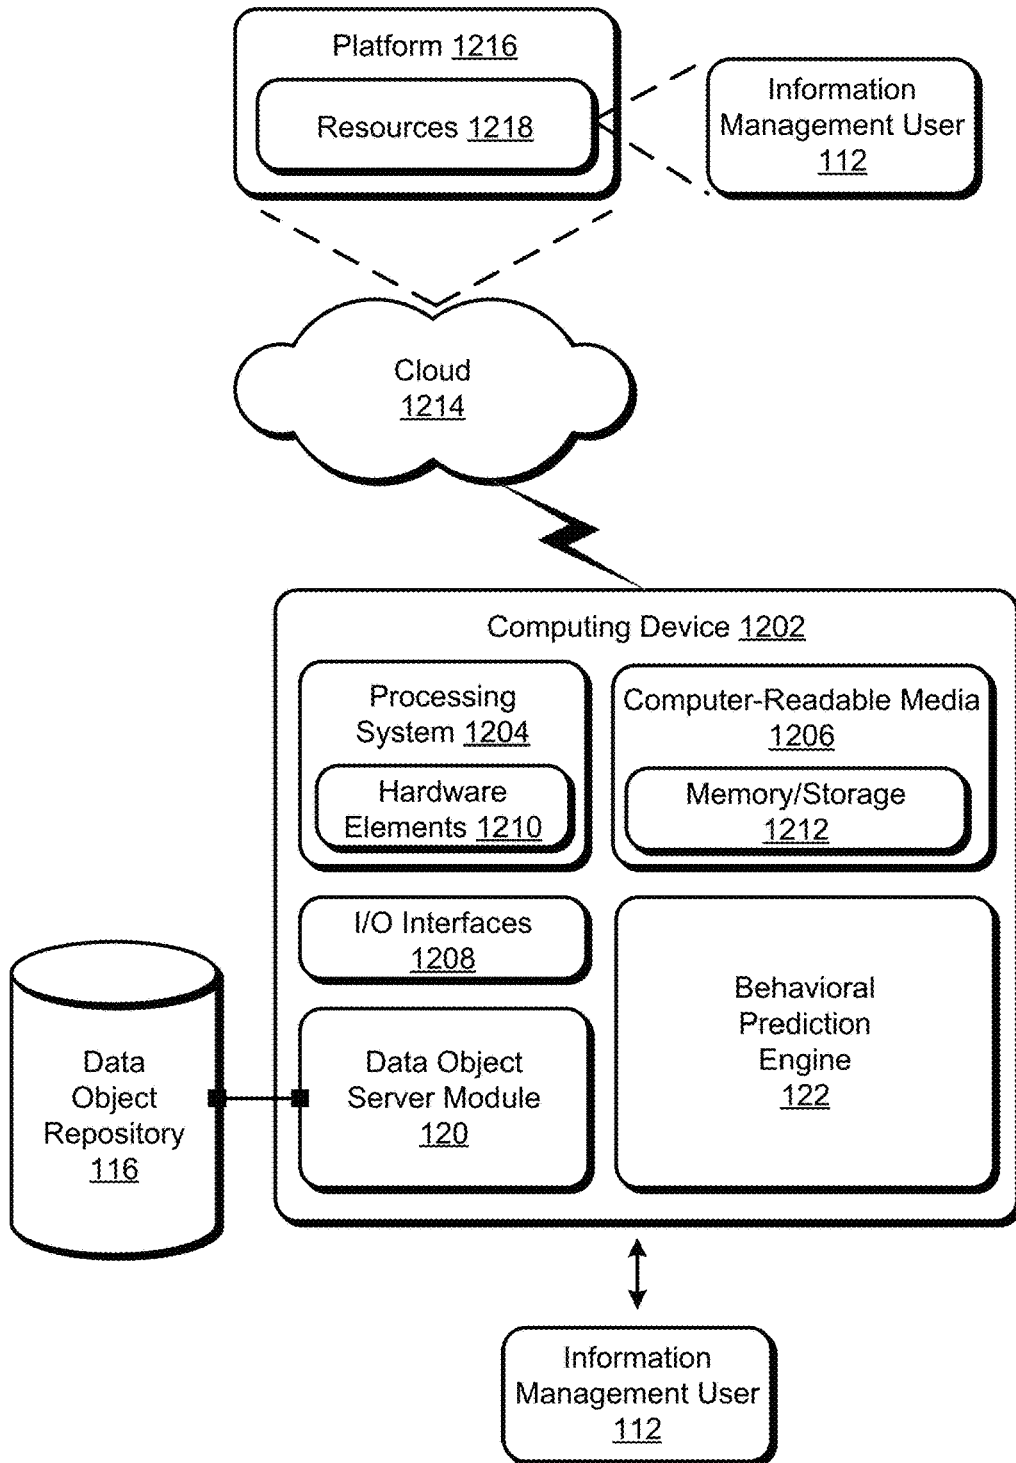 Platform 1216
Resources 1218
Information
Management User
112
Cloud
1214
Computing Device 1202
Processing
System 1204
Hardware
Elements 1210
Computer-Readable Media
1206
Memory/Storage
1212
I/O Interfaces
1208
Behavioral
Prediction
Engine
122
Data Object
Server Module
120
Data
Object
Repository
116
Information
Management User
112